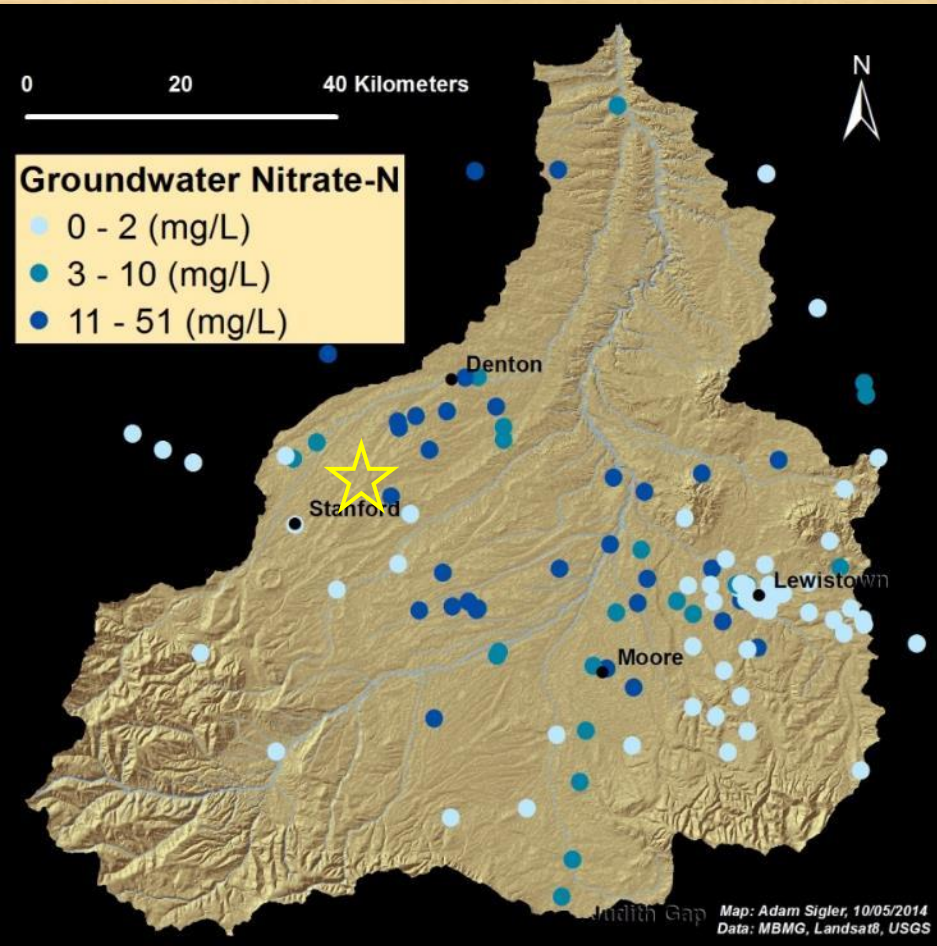 0 20 40 Kilometers
N
Groundwater Nitrate-N
0 - 2 (mg/L)
3 - 10 (mg/L)
11 - 51 (mg/L)
Denton
Stanford
Lewistown
Moore
Judith Gap
Map: Adam Sigler, 10/05/2014
Data: MBMG, Landsat8, USGS